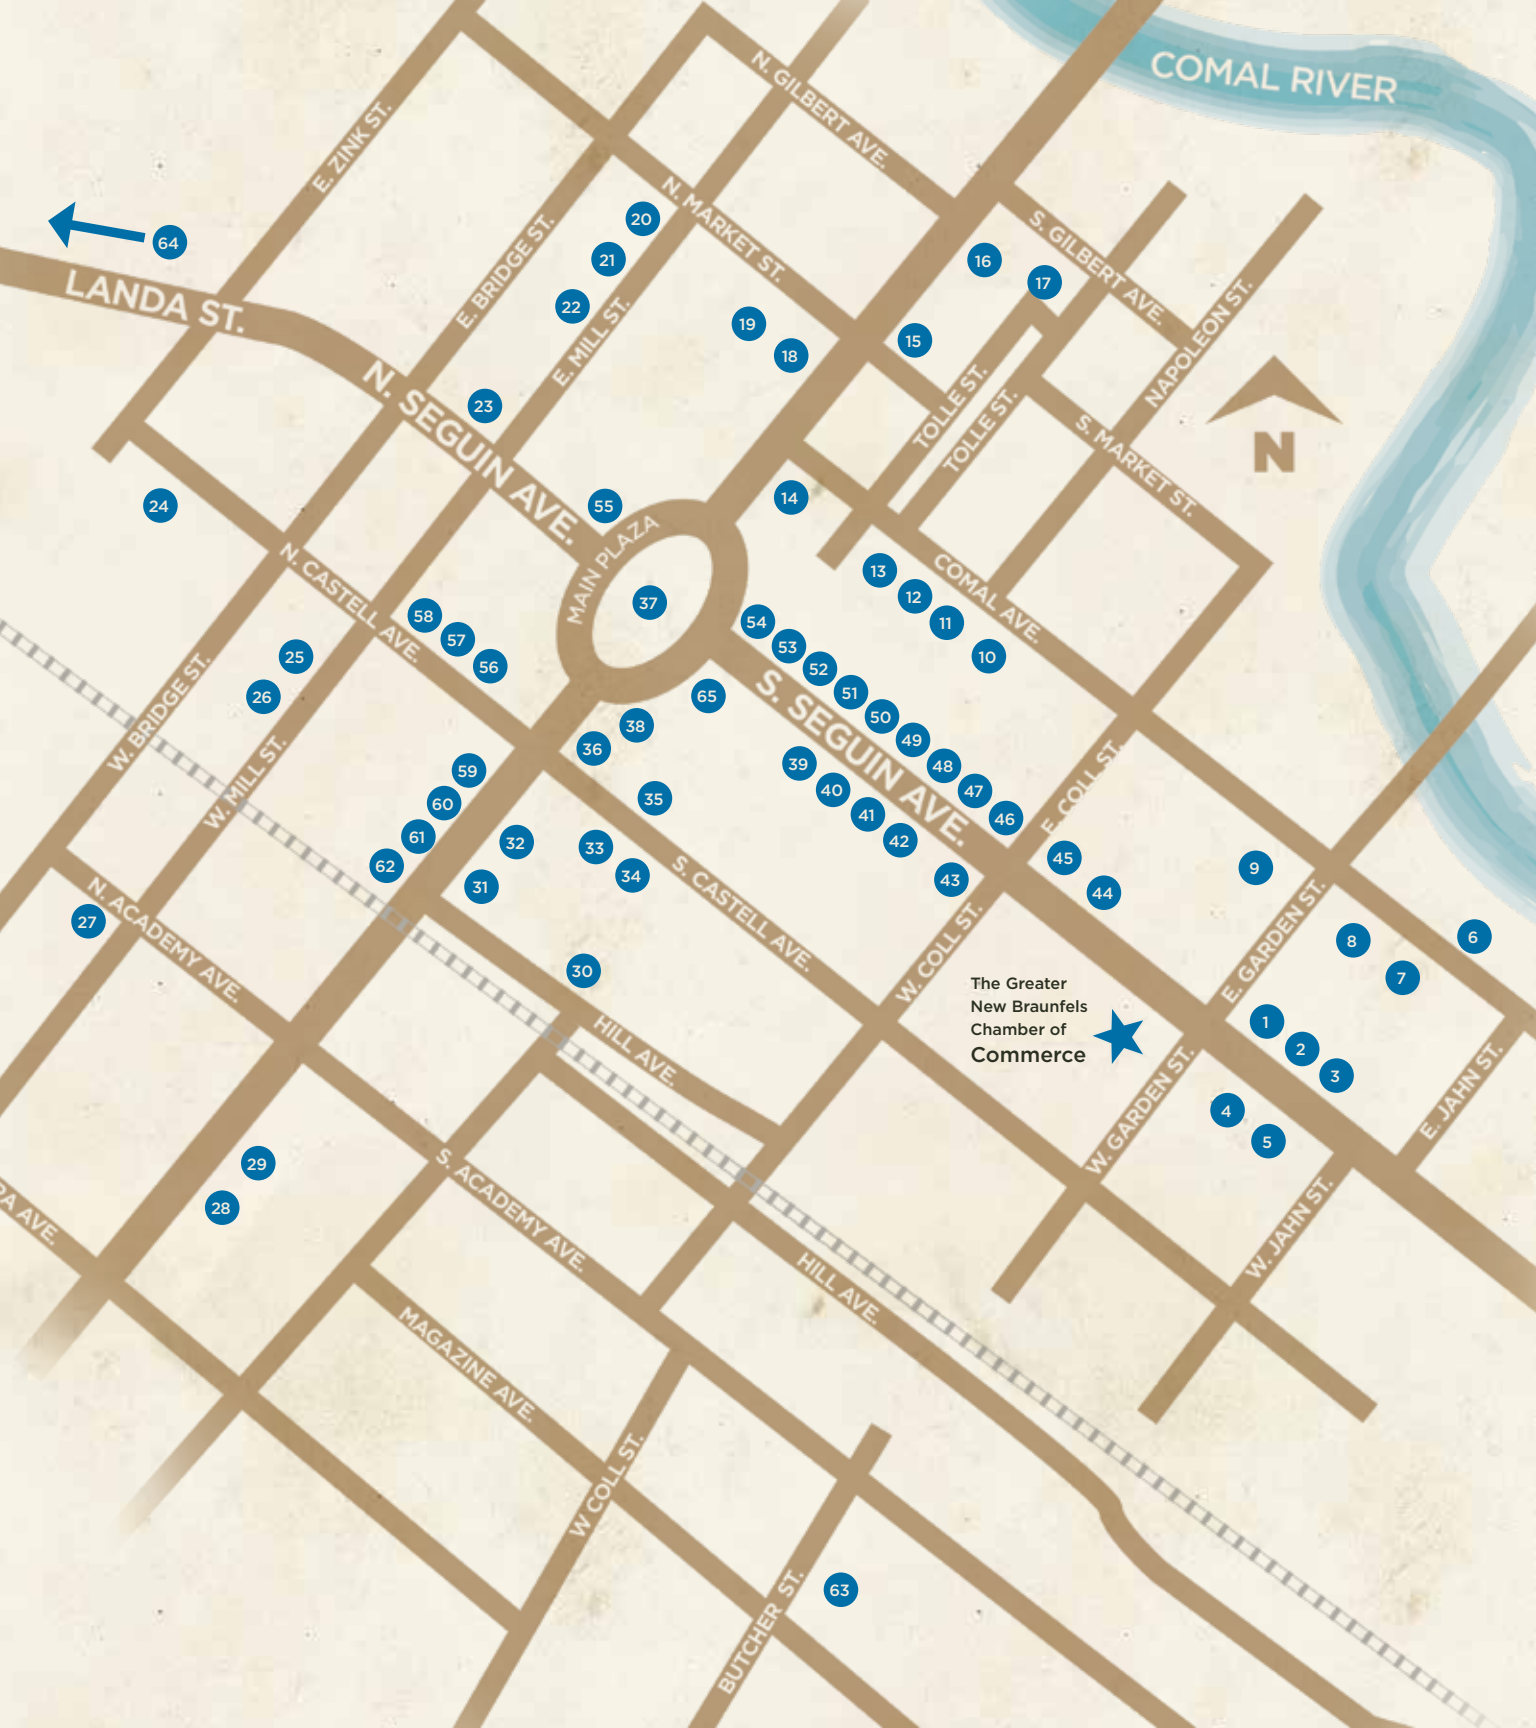 COMAL RIVER
N. GILBERT AVE.
E. ZINK ST.
N. MARKET ST.
20
S. GILBERT AVE.
64
21
16
17
E. BRIDGE ST.
LANDA ST.
22
E. MILL ST.
19
18
15
NAPOLEON ST.
N. SEGUIN AVE.
23
TOLLE ST.
TOLLE ST.
S. MARKET ST.
N
24
55
14
MAIN PLAZA
N. CASTELL AVE.
13
12
11
10
COMAL AVE.
37
58
57
56
54
53
52
51
50
49
48
47
46
25
26
65
S. SEGUIN AVE.
W. BRIDGE ST.
38
36
W. MILL ST.
59
60
61
62
35
39
40
41
42
43
E. COLL ST.
32
31
33
34
S. CASTELL AVE.
45
44
9
27
N. ACADEMY AVE.
W. COLL ST.
E. GARDEN ST.
8
7
6
30
The Greater
New Braunfels
Chamber of
Commerce
HILL AVE.
1
2
3
W. GARDEN ST.
4
5
E. JAHN ST.
29
28
S. ACADEMY AVE.
RA AVE.
W. JAHN ST.
HILL AVE.
MAGAZINE AVE.
W COLL ST.
63
BUTCHER ST.